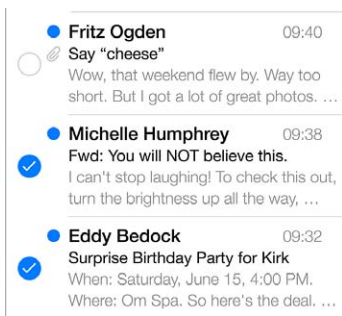 Fritz Ogden 09:40
Say “cheese”
Wow, that weekend flew by. Way too
short. But I got a lot of great photos. …
Michelle Humphrey 09:38
Fwd: You will NOT believe this.
I can't stop laughing! To check this out,
turn the brightness up all the way, …
Eddy Bedock 09:32
Surprise Birthday Party for Kirk
When: Saturday, June 15, 4:00 PM.
Where: Om Spa. So here's the deal. …